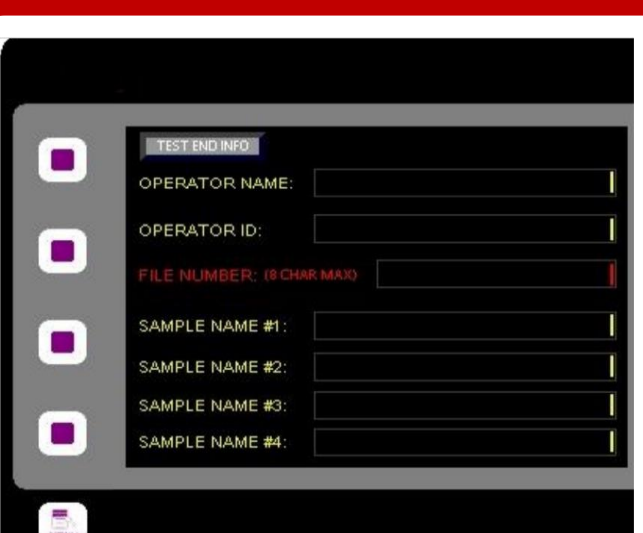 TEST END INFO
OPERATOR NAME:
OPERATOR ID:
FILE NUMBER: (8 CHAR MAX)
SAMPLE NAME #1:
SAMPLE NAME #2:
SAMPLE NAME #3:
SAMPLE NAME #4: